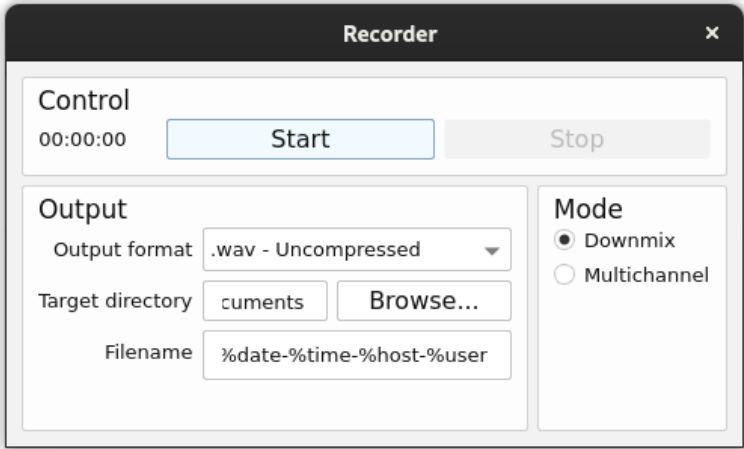 Recorder
Control
00:00:00 Start Stop
Output
Output format .wav - Uncompressed
Target directory cuments Browse...
Filename %date-%time-%host-%user
Mode
Downmix
Multichannel